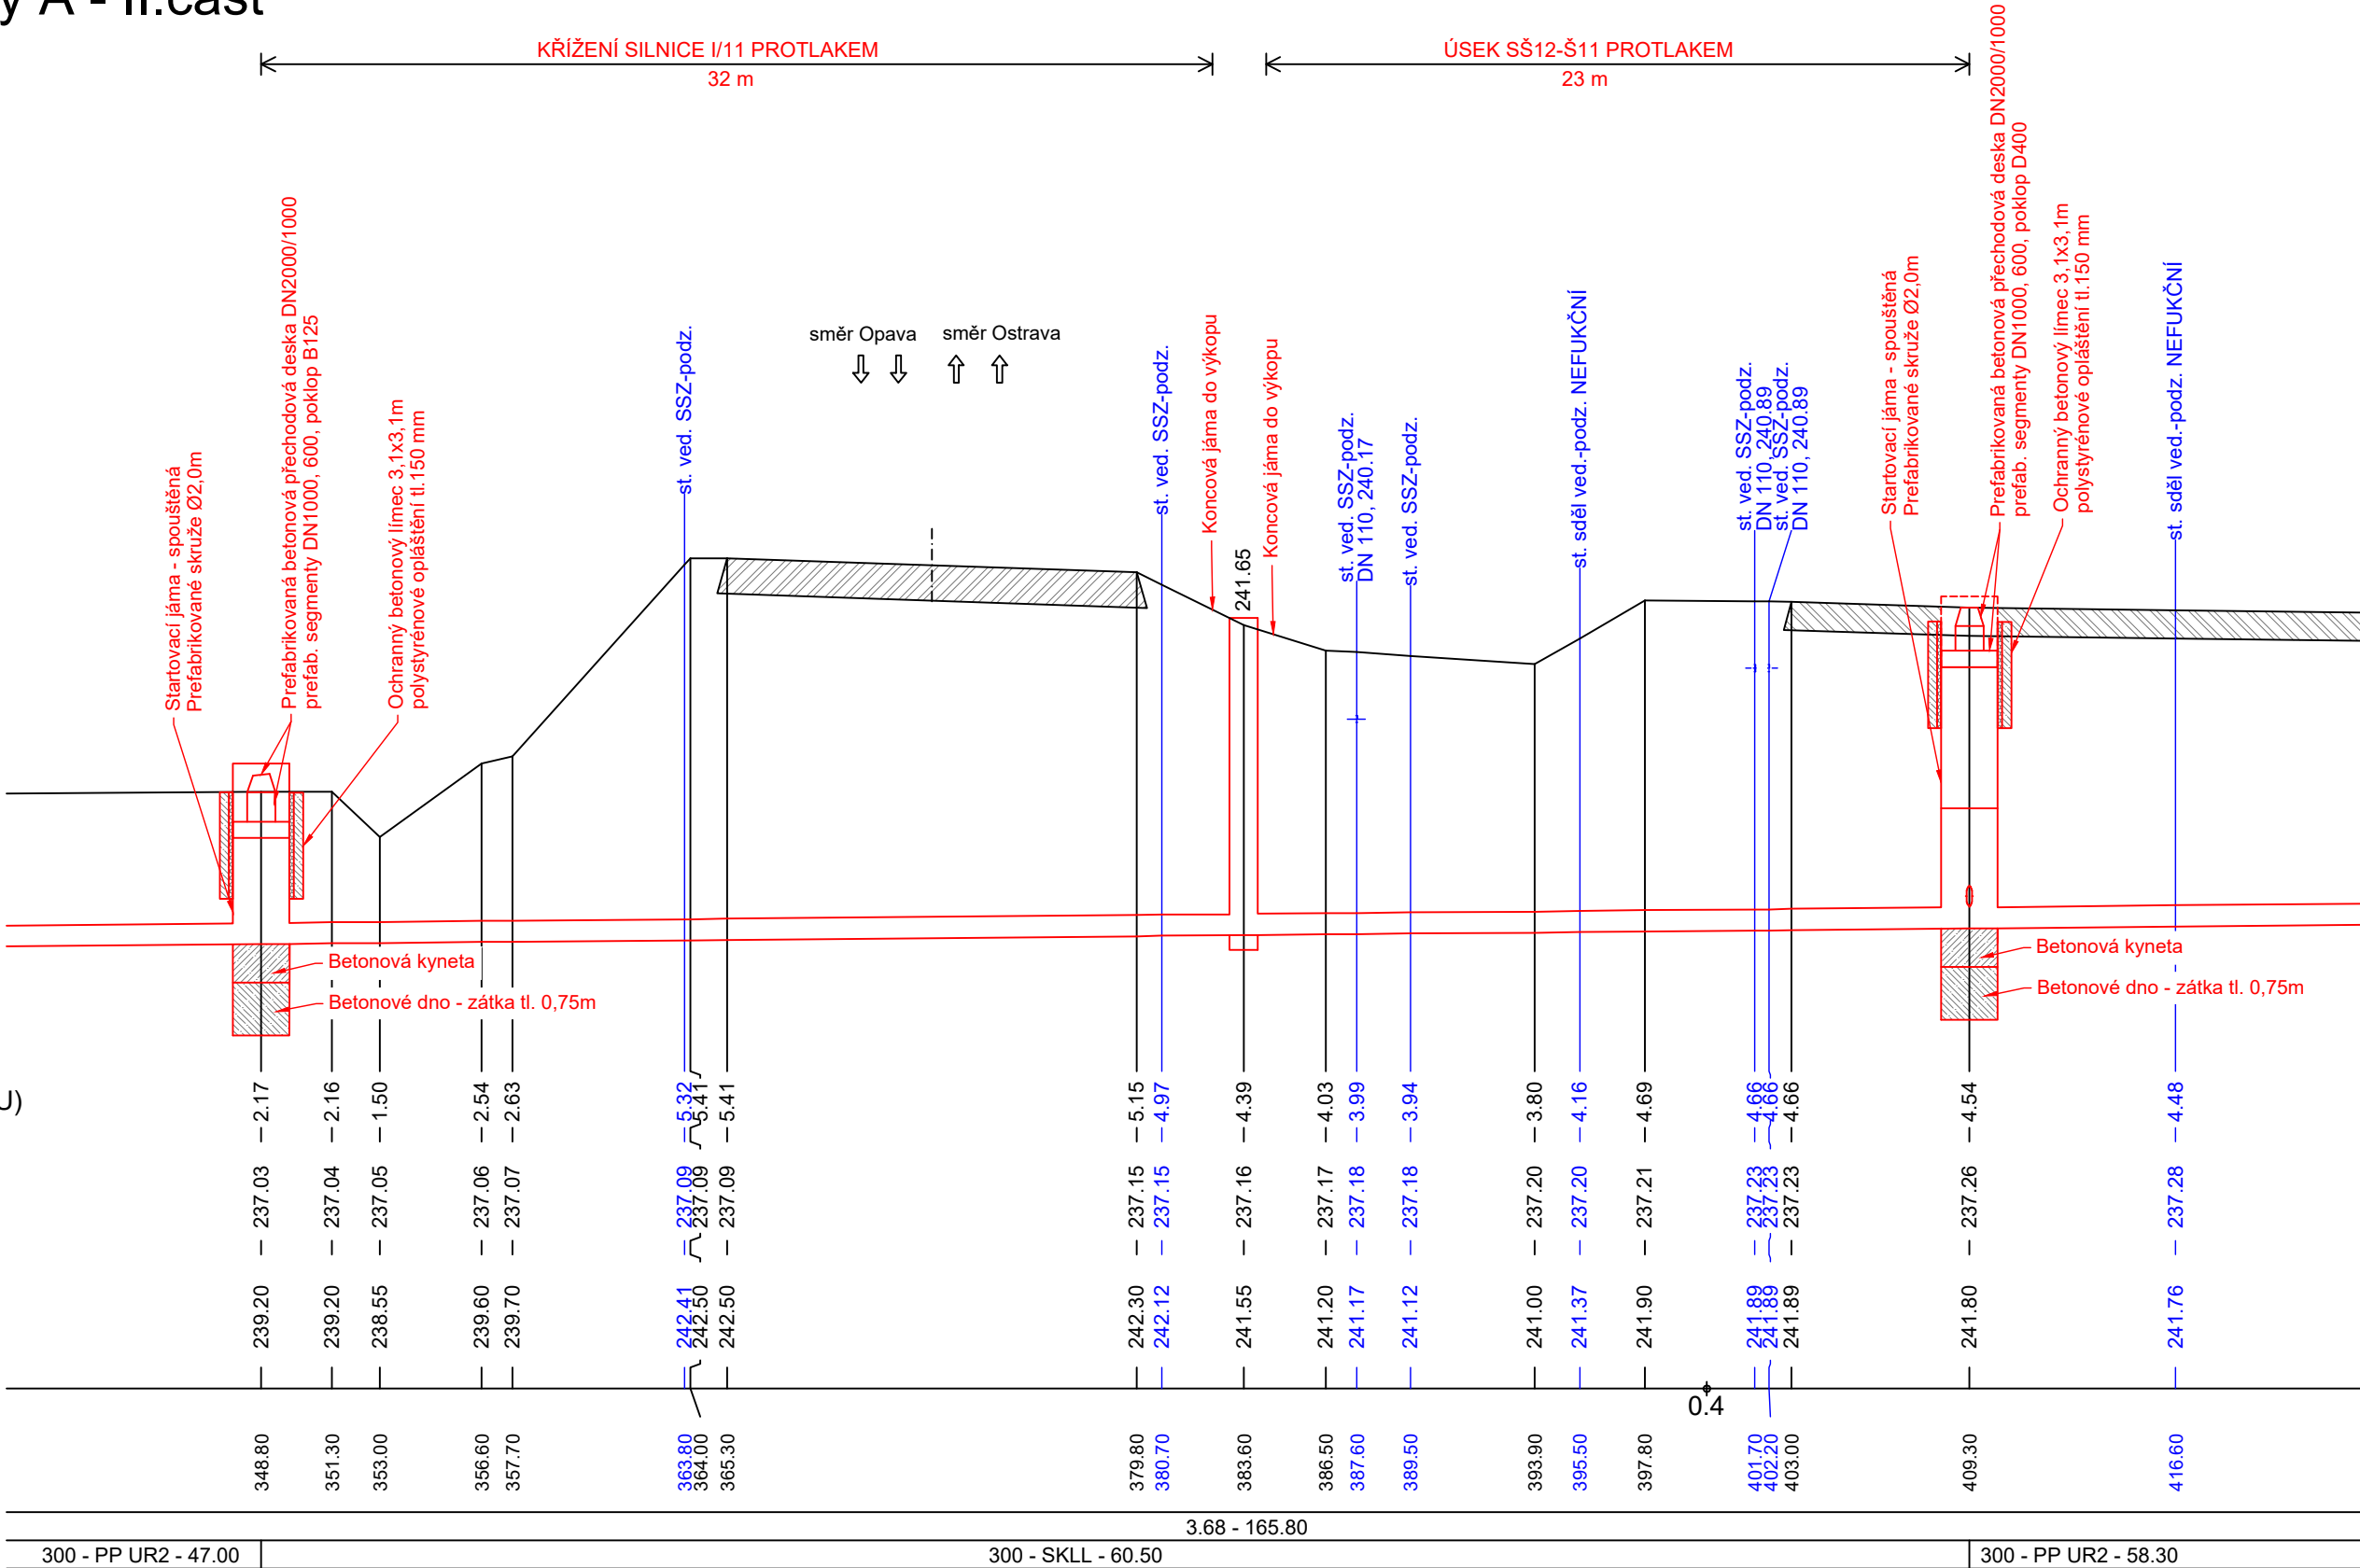 y A - II.část
KŘÍŽENÍ SILNICE I/11 PROTLAKEM
32 m
ÚSEK SŠ12-Š11 PROTLAKEM
23 m
Startovací jáma - spouštěná
Prefabrikované skruže Ø2,0m
Prefabrikovaná betonová přechodová deska DN2000/1000
prefab. segmenty DN1000, 600, poklop B125
Ochranný betonový límec 3,1x3,1m
polystyrénové opláštění tl.150 mm
st. ved. SSZ-podz.
směr Opava
směr Ostrava
st. ved. SSZ-podz.
Koncová jáma do výkopu
241.65
Koncová jáma do výkopu
st. ved. SSZ-podz.
DN 110, 240.17
st. ved. SSZ-podz.
st. sděl ved.-podz. NEFUKČNÍ
st. ved. SSZ-podz.
DN 110, 240.89
st. ved. SSZ-podz.
DN 110, 240.89
Startovací jáma - spouštěná
Prefabrikované skruže Ø2,0m
Prefabrikovaná betonová přechodová deska DN2000/1000
prefab. segmenty DN1000, 600, poklop D400
Ochranný betonový límec 3,1x3,1m
polystyrénové opláštění tl.150 mm
st. sděl ved.-podz. NEFUKČNÍ
Betonová kyneta
Betonové dno - zátka tl. 0,75m
Betonová kyneta
Betonové dno - zátka tl. 0,75m
U)
2.17 2.16 1.50 2.54 2.63 5.32 5.41 5.41 5.15 4.97 4.39 4.03 3.99 3.94 3.80 4.16 4.69 4.66 4.66 4.66 4.54 4.48
237.03 237.04 237.05 237.06 237.07 237.09 237.09 237.09 237.15 237.15 237.16 237.17 237.18 237.18 237.20 237.20 237.21 237.23 237.23 237.23 237.26 237.28
239.20 239.20 238.55 239.60 239.70 242.41 242.50 242.50 242.30 242.12 241.55 241.20 241.17 241.12 241.00 241.37 241.90 241.89 241.89 241.89 241.80 241.76
0.4
348.80 351.30 353.00 356.60 357.70 363.80 364.00 365.30 379.80 380.70 383.60 386.50 387.60 389.50 393.90 395.50 397.80 401.70 402.20 403.00 409.30 416.60
3.68 - 165.80
300 - PP UR2 - 47.00
300 - SKLL - 60.50
300 - PP UR2 - 58.30